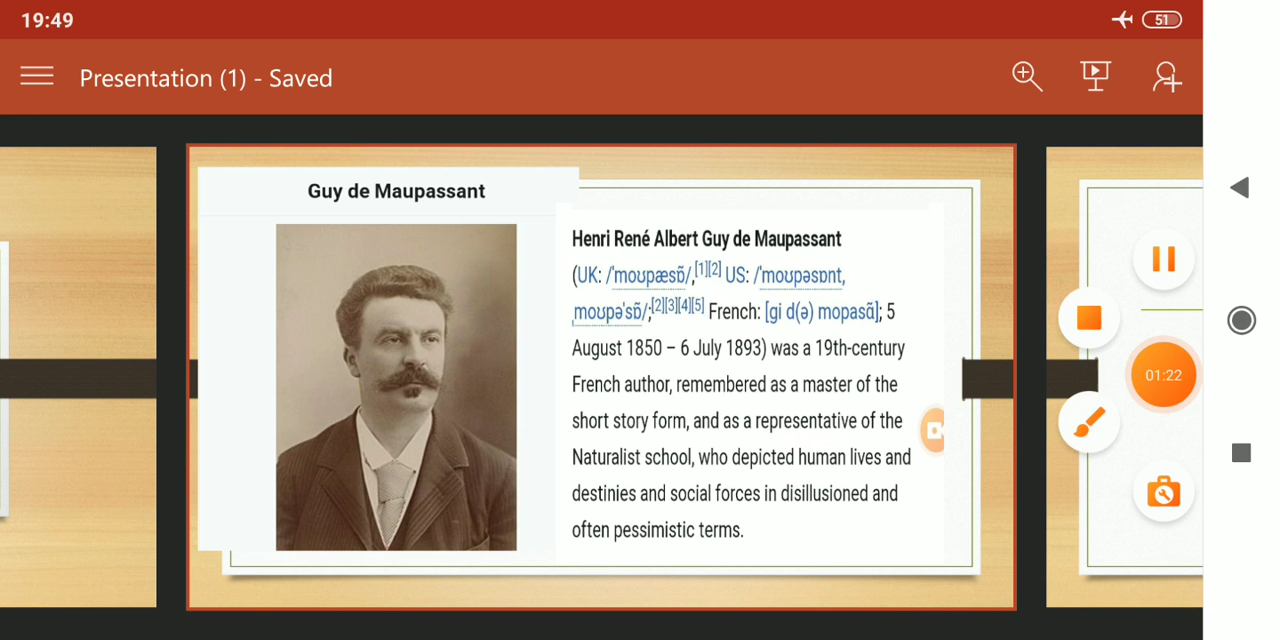 19:49
51
Presentation (1) - Saved
Guy de Maupassant
Henri René Albert Guy de Maupassant
(UK: /ˈmoʊpæsɒ̃/,[1][2] US: /ˈmoʊpəsɒnt,
ˌmoʊpəˈsɒ̃/;[2][3][4][5] French: [ɡi d(ə) mopasɑ̃]; 5
August 1850 – 6 July 1893) was a 19th-century
French author, remembered as a master of the
short story form, and as a representative of the
Naturalist school, who depicted human lives and
destinies and social forces in disillusioned and
often pessimistic terms.
01:22